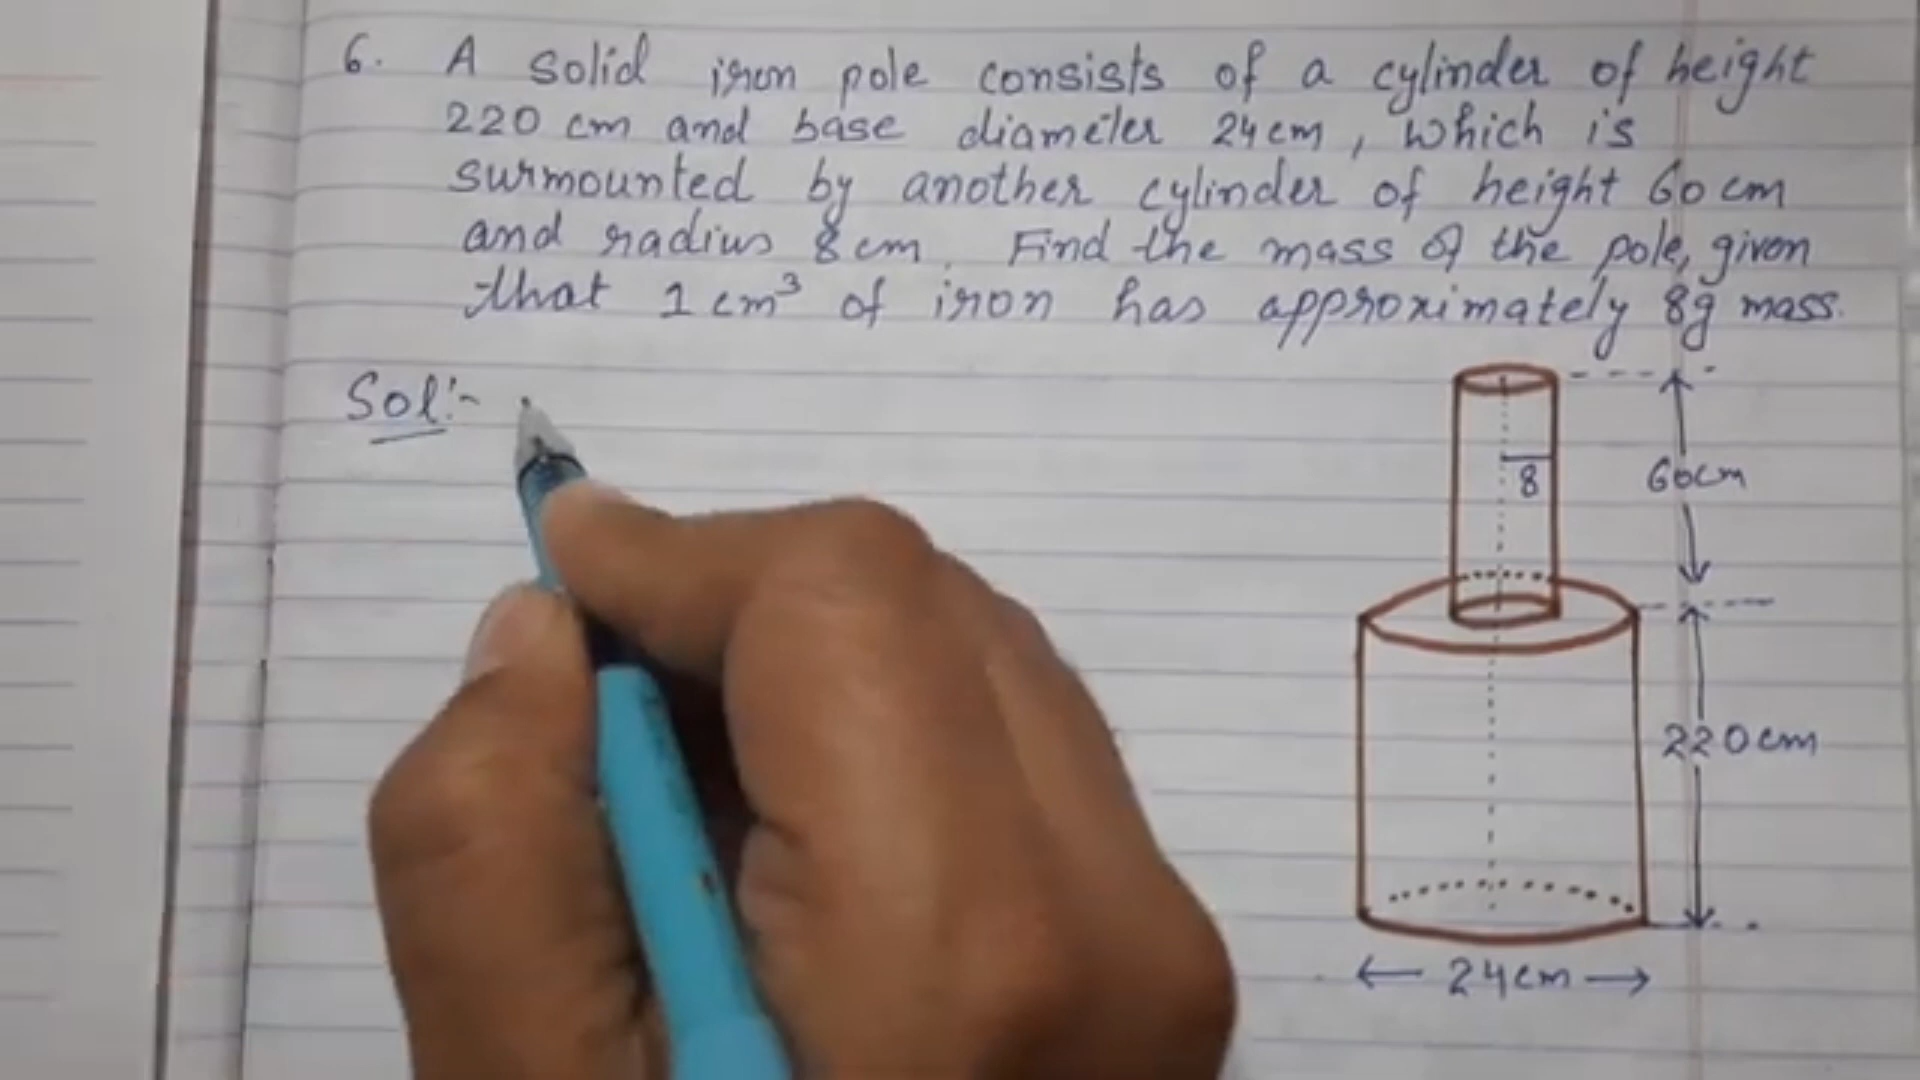 6. A solid iron pole consists of a cylinder of height
220 cm and base diameter 24cm, which is
surmounted by another cylinder of height 60 cm
and radius 8 cm. Find the mass of the pole, given
that 1 cm³ of iron has approximately 8g mass.
Sol:-
8
60cm
220cm
24cm